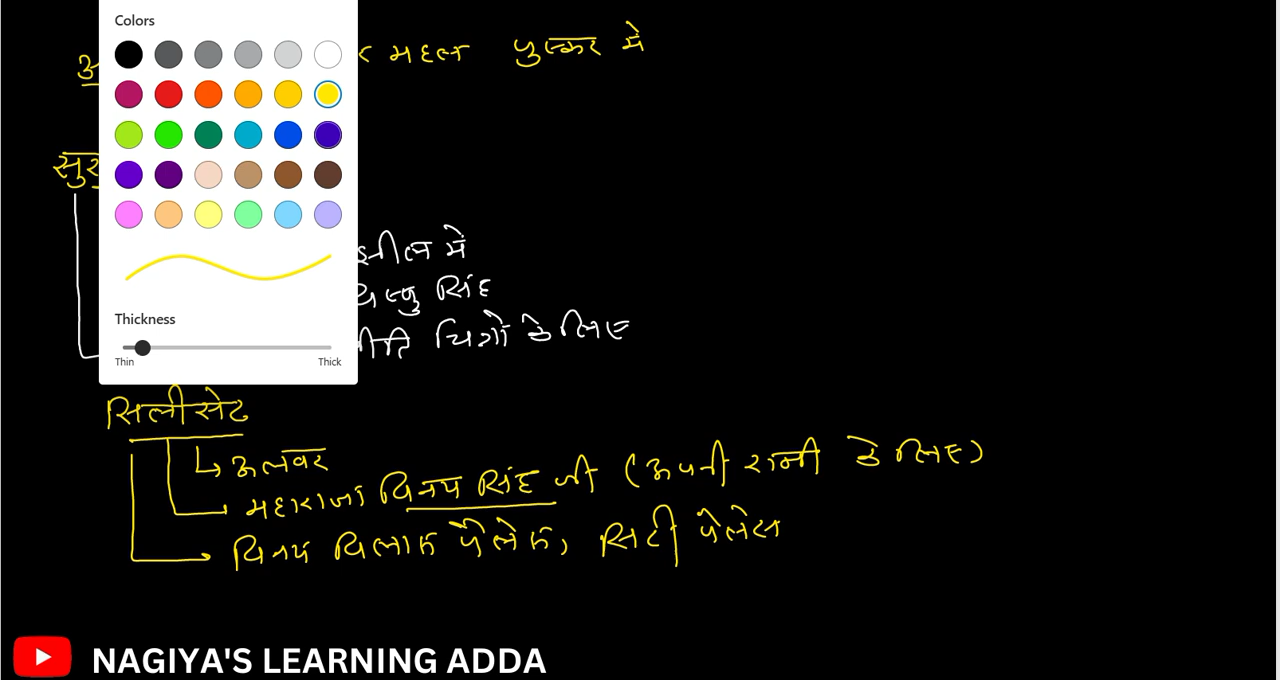 Colors
महल पुष्कर में
झील में
विष्णु सिंह
भीति चित्रों के लिए
Thickness
Thin Thick
सिलीसेट
अलवर
महाराजा विनय सिंह जी (अपनी रानी के लिए)
विनय विलास पैलेस, सिटी पैलेस
NAGIYA'S LEARNING ADDA